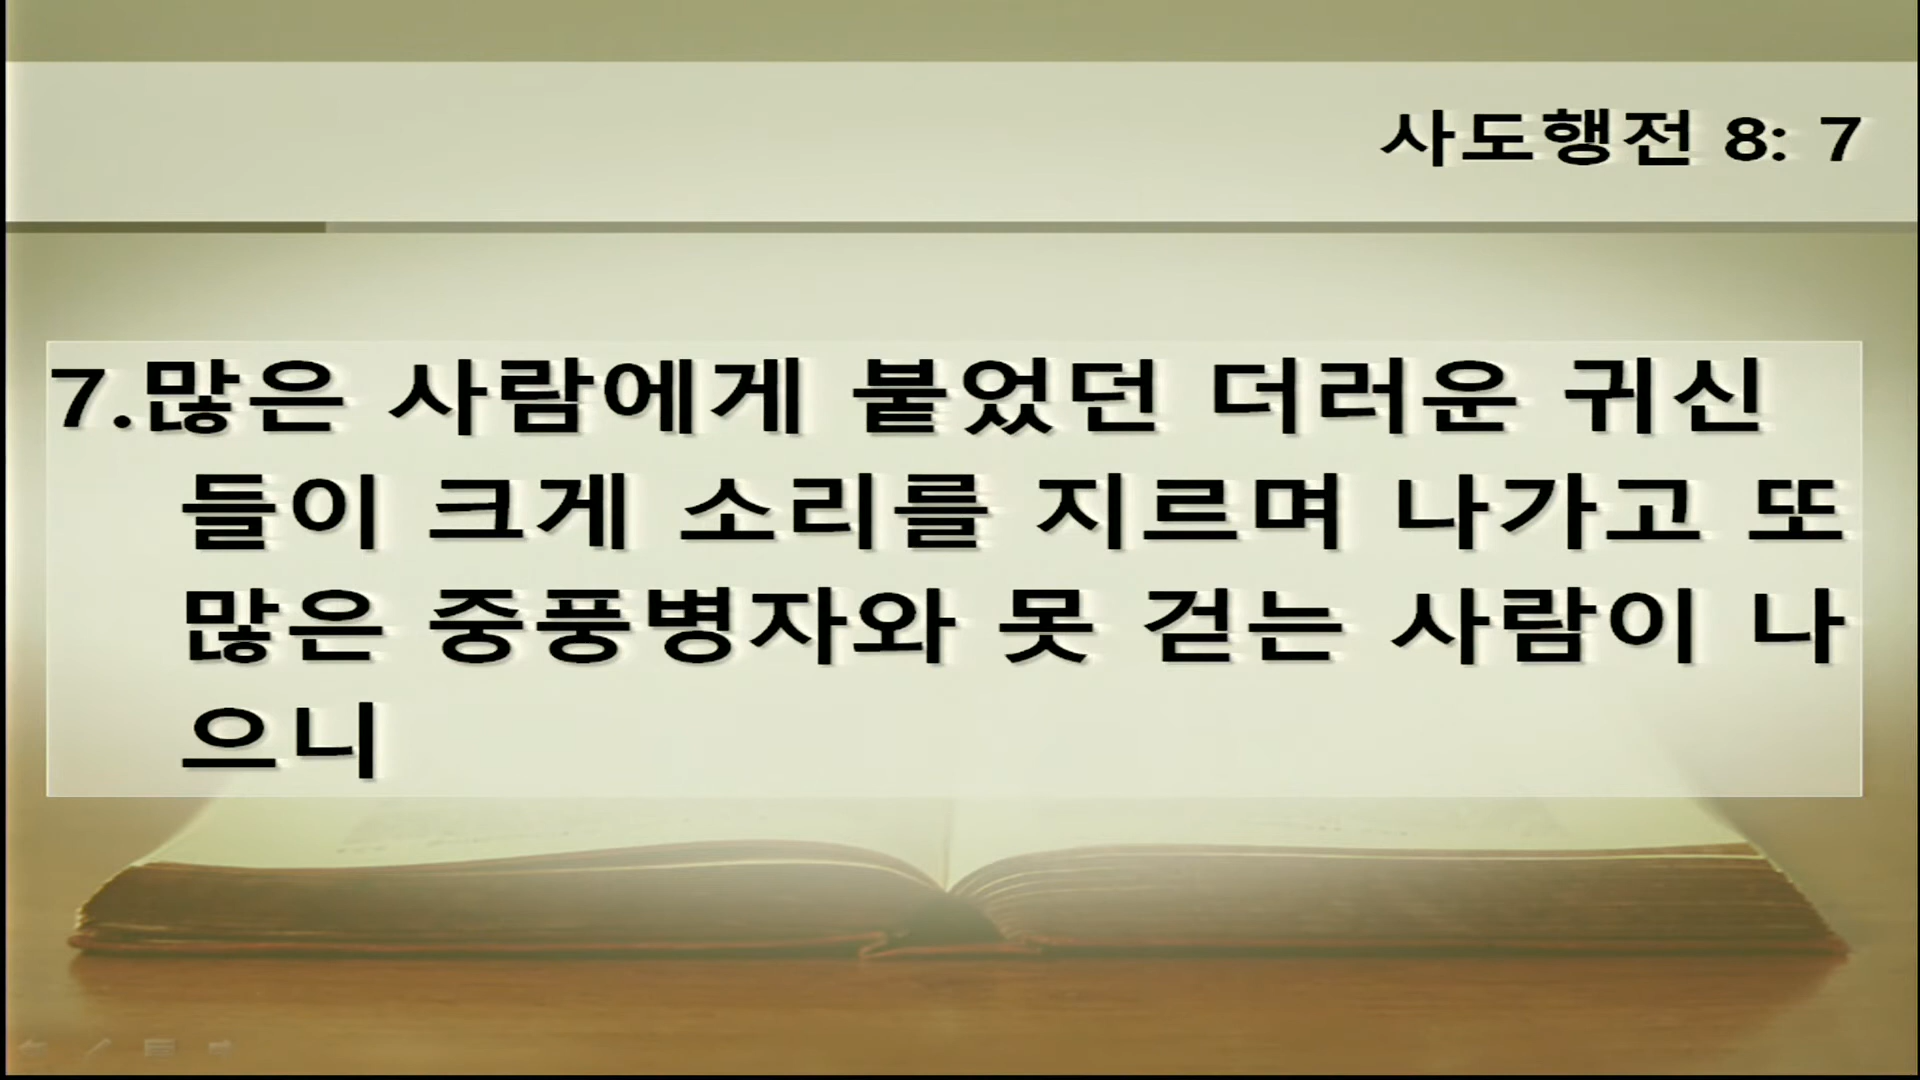 사도행전 8: 7
7.많은 사람에게 붙었던 더러운 귀신
들이 크게 소리를 지르며 나가고 또
많은 중풍병자와 못 걷는 사람이 나
으니